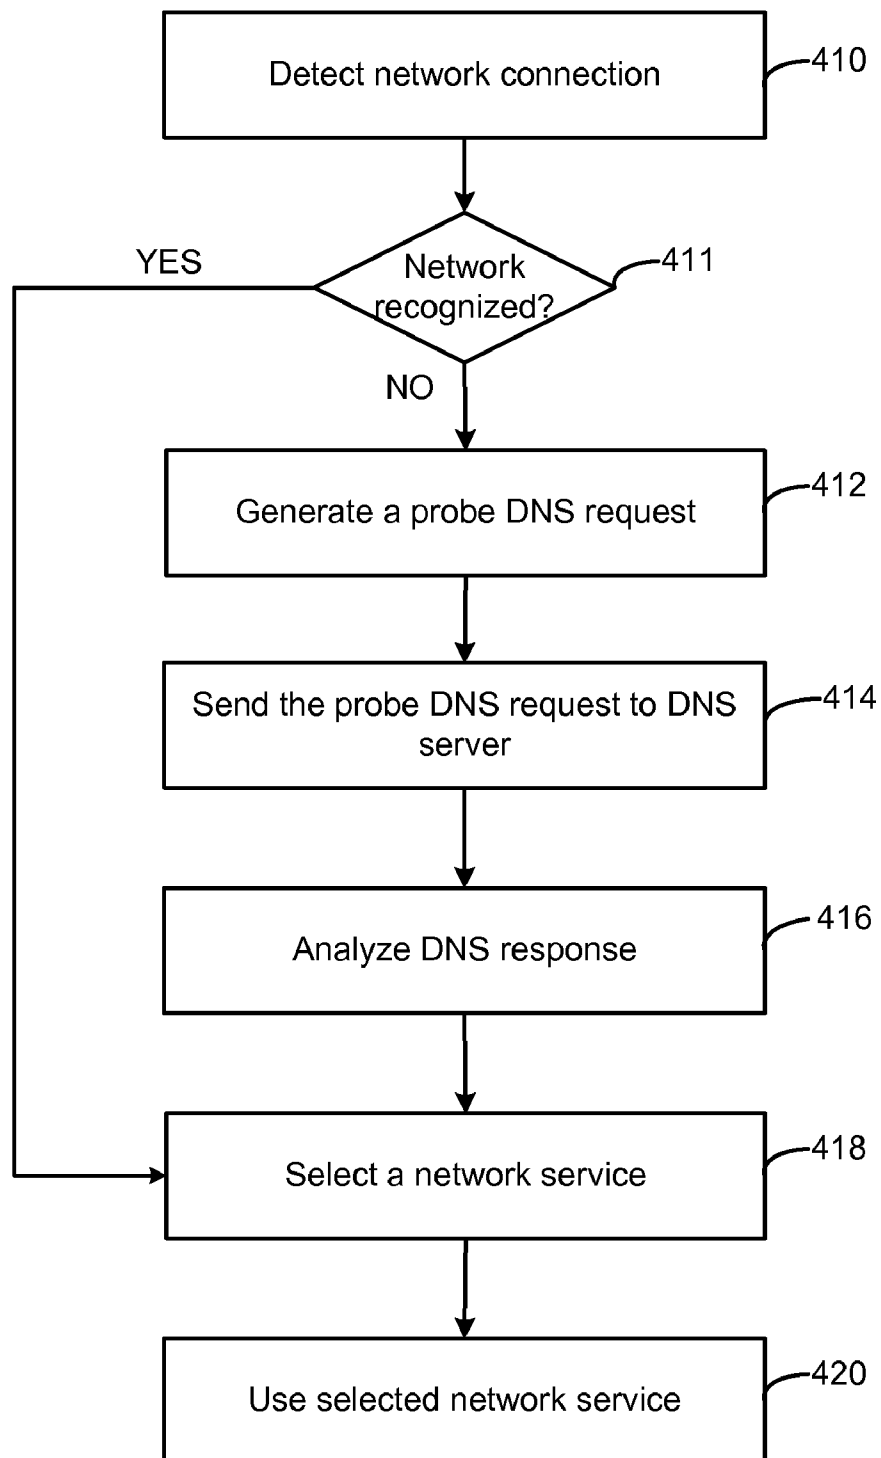 Detect network connection
410
YES
Network
recognized?
411
NO
Generate a probe DNS request
412
Send the probe DNS request to DNS
server
414
Analyze DNS response
416
Select a network service
418
Use selected network service
420